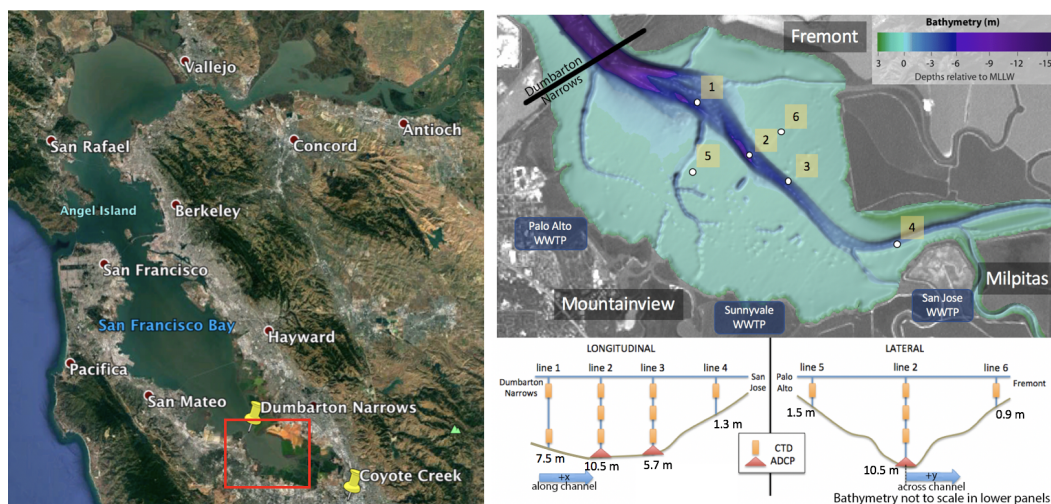 Vallejo
San Rafael
Concord
Antioch
Angel Island
Berkeley
San Francisco
San Francisco Bay
Hayward
Pacifica
San Mateo
Dumbarton Narrows
Coyote Creek
Fremont
Bathymetry (m)
3 0 -3 -6 -9 -12 -15
Depths relative to MLLW
Dumbarton
Narrows
1
6
2
5
3
4
Palo Alto
WWTP
Mountainview
Sunnyvale
WWTP
San Jose
WWTP
Milpitas
LONGITUDINAL
line 1 line 2 line 3 line 4
Dumbarton
Narrows
San
Jose
1.3 m
7.5 m
10.5 m
5.7 m
+x
along channel
CTD
ADCP
LATERAL
line 5 line 2 line 6
Palo
Alto
Fremont
1.5 m
0.9 m
10.5 m
+y
across channel
Bathymetry not to scale in lower panels